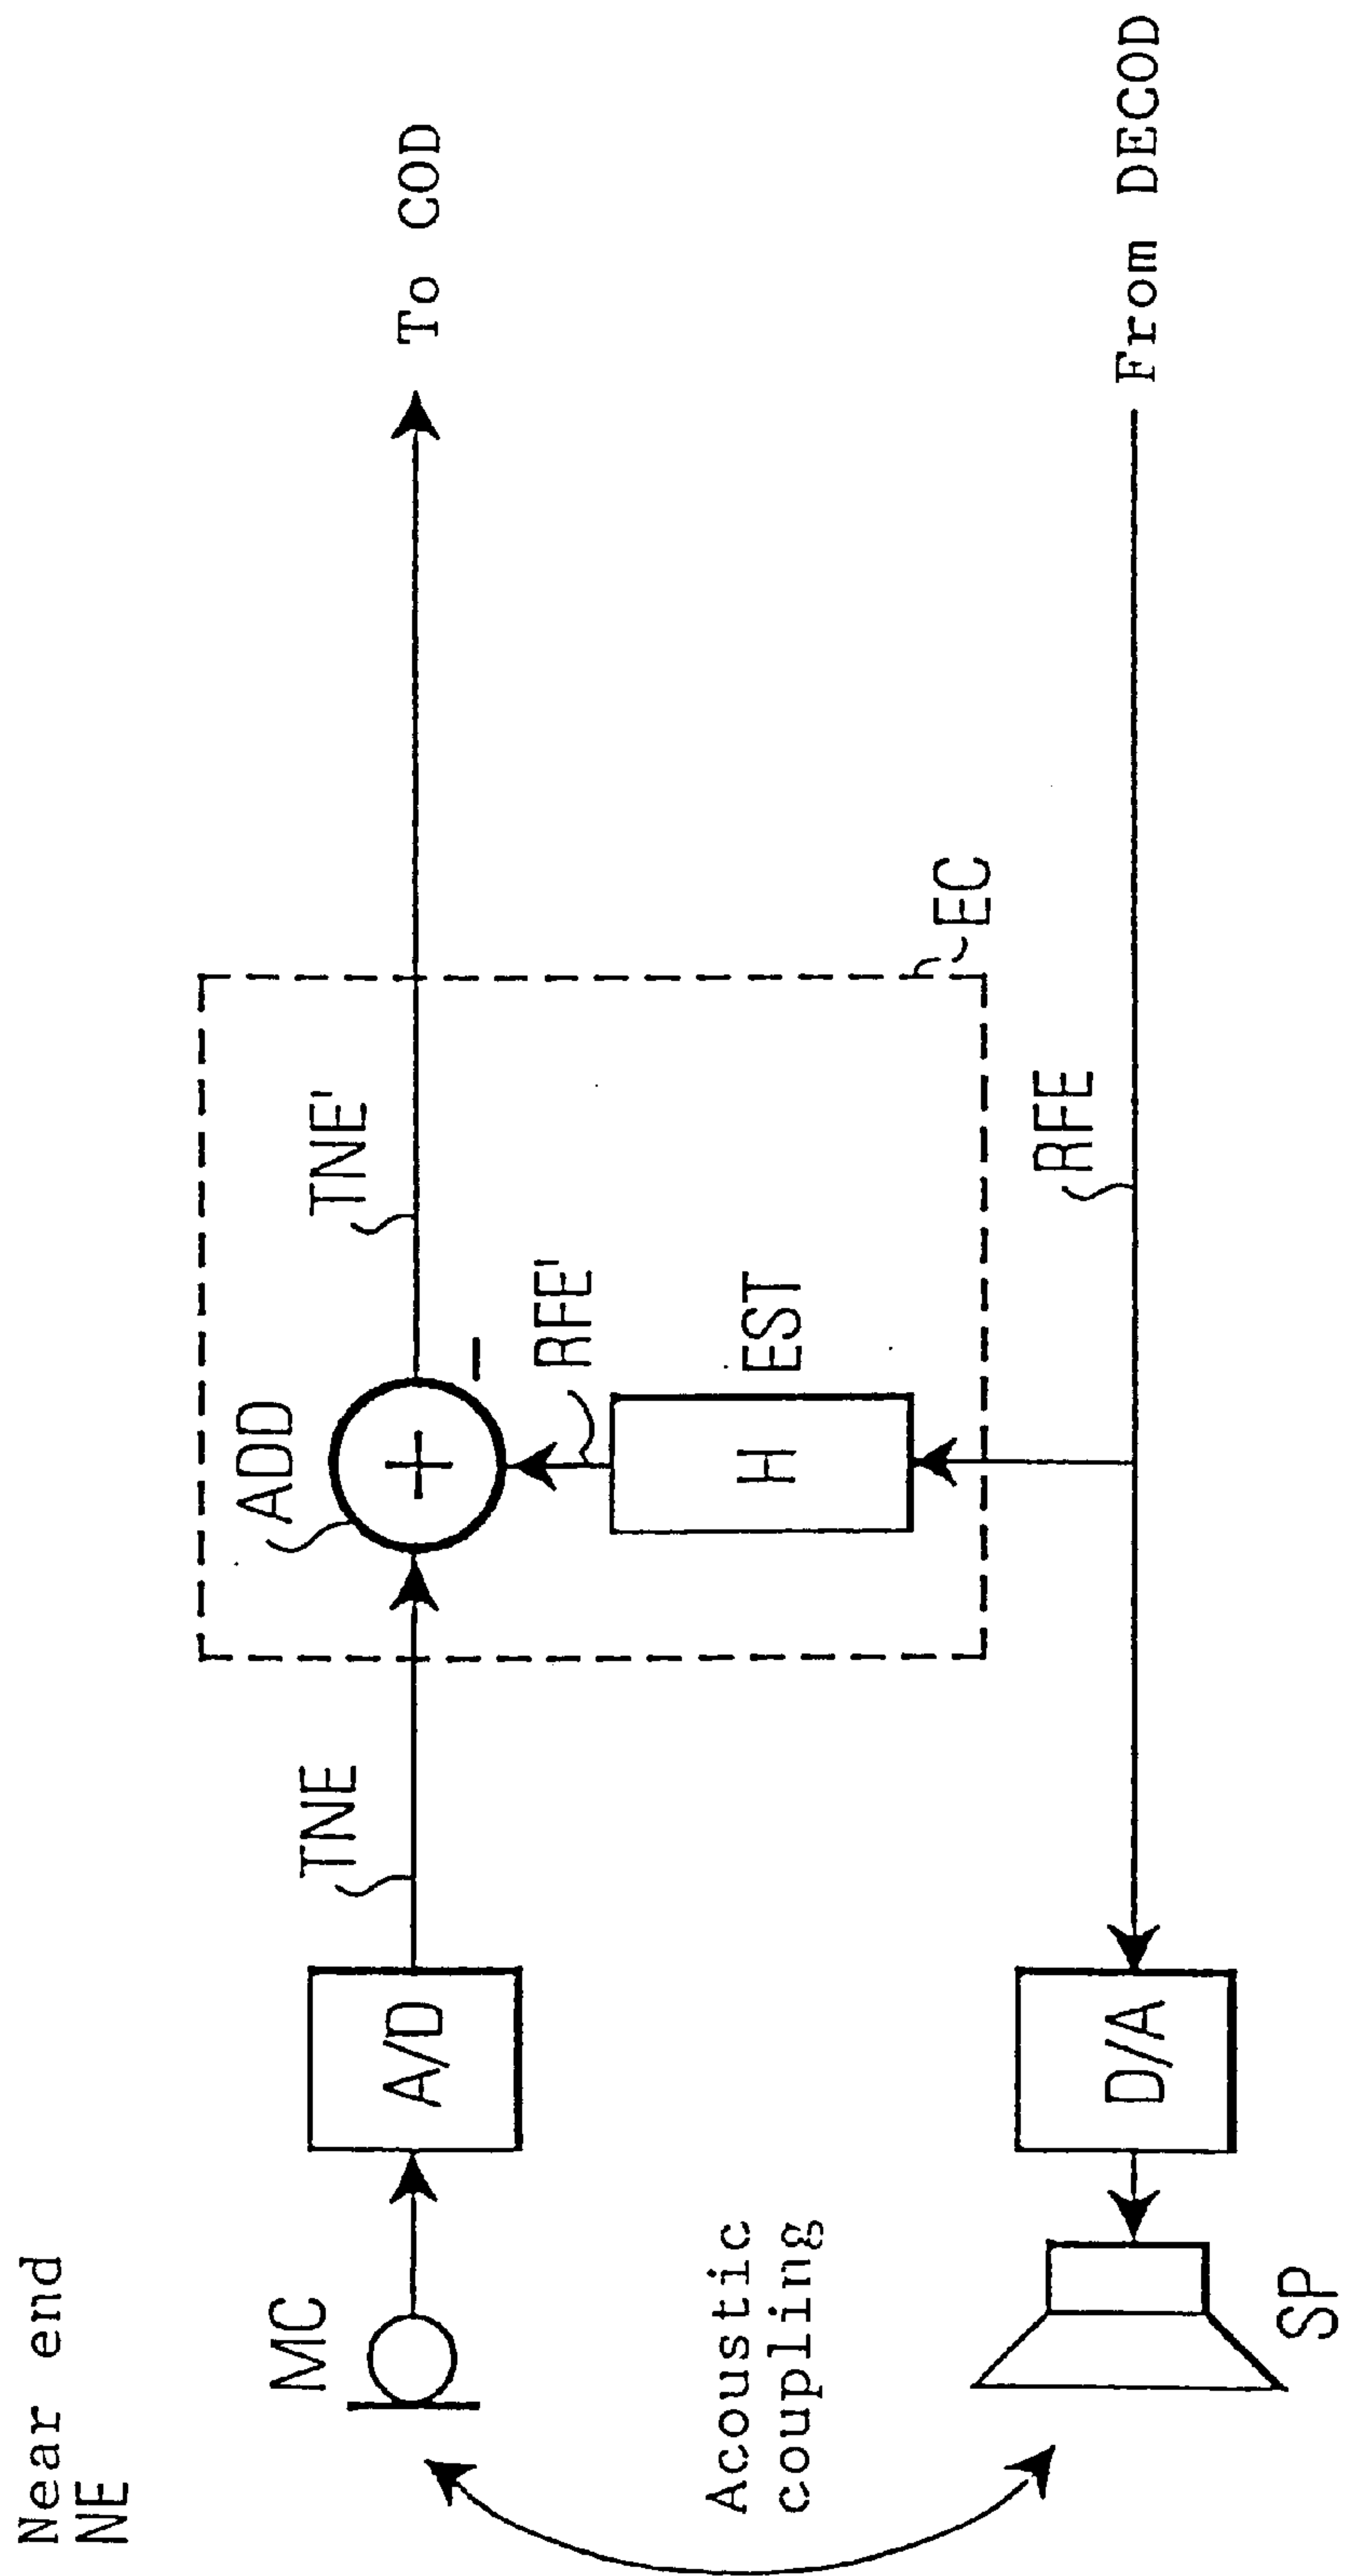 Near end
NE
MC
A/D
TNE
ADD
+
−
TNE'
To COD
RFE'
H
EST
EC
Acoustic
coupling
SP
D/A
RFE
From DECOD